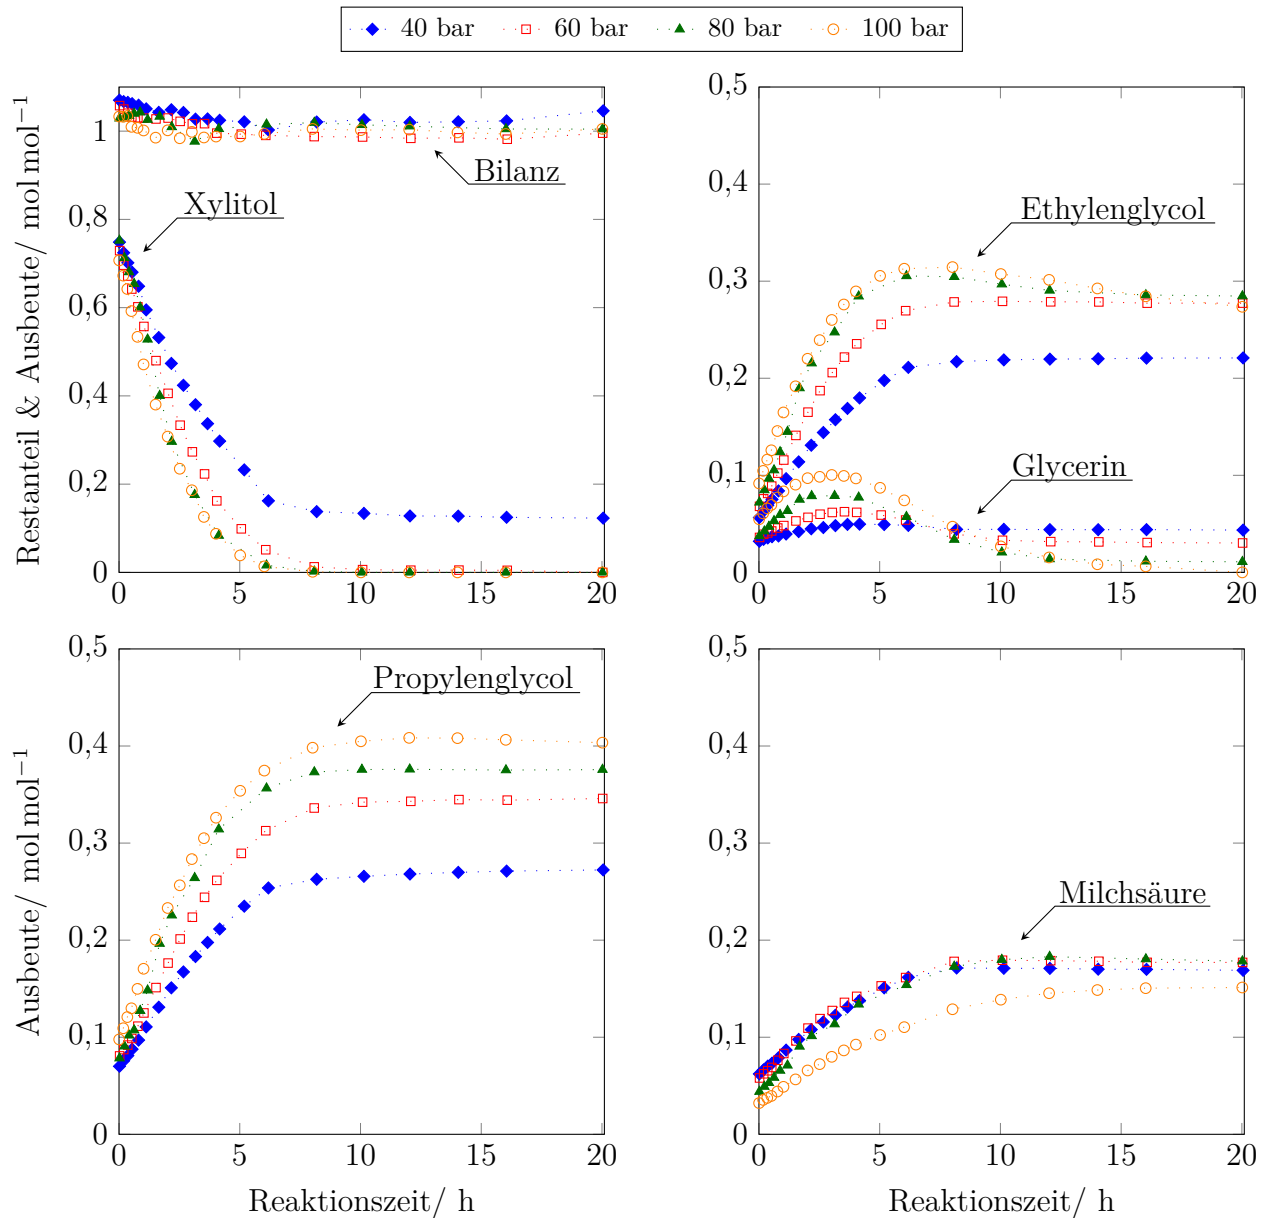 40 bar 60 bar 80 bar 100 bar
Restanteil & Ausbeute/ mol mol⁻¹
1
0,8
0,6
0,4
0,2
0
0 5 10 15 20
Bilanz
Xylitol
0,5
0,4
0,3
0,2
0,1
0
0 5 10 15 20
Ethylenglycol
Glycerin
Ausbeute/ mol mol⁻¹
0,5
0,4
0,3
0,2
0,1
0
0 5 10 15 20
Propylenglycol
Reaktionszeit/ h
0,5
0,4
0,3
0,2
0,1
0
0 5 10 15 20
Milchsäure
Reaktionszeit/ h